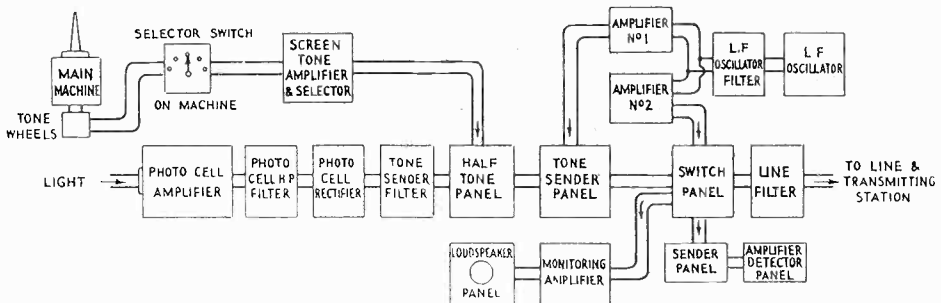 SELECTOR SWITCH
ON MACHINE
MAIN
MACHINE
TONE
WHEELS
SCREEN
TONE
AMPLIFIER
& SELECTOR
AMPLIFIER
Nº1
AMPLIFIER
Nº2
L.F
OSCILLATOR
FILTER
L F
OSCILLATOR
LIGHT
PHOTO CELL
AMPLIFIER
PHOTO
CELL H.P
FILTER
PHOTO
CELL
RECTIFIER
TONE
SENDER
FILTER
HALF
TONE
PANEL
TONE
SENDER
PANEL
SWITCH
PANEL
LINE
FILTER
TO LINE &
TRANSMITTING
STATION
LOUDSPEAKER
PANEL
MONITORING
AMPLIFIER
SENDER
PANEL
AMPLIFIER
DETECTOR
PANEL